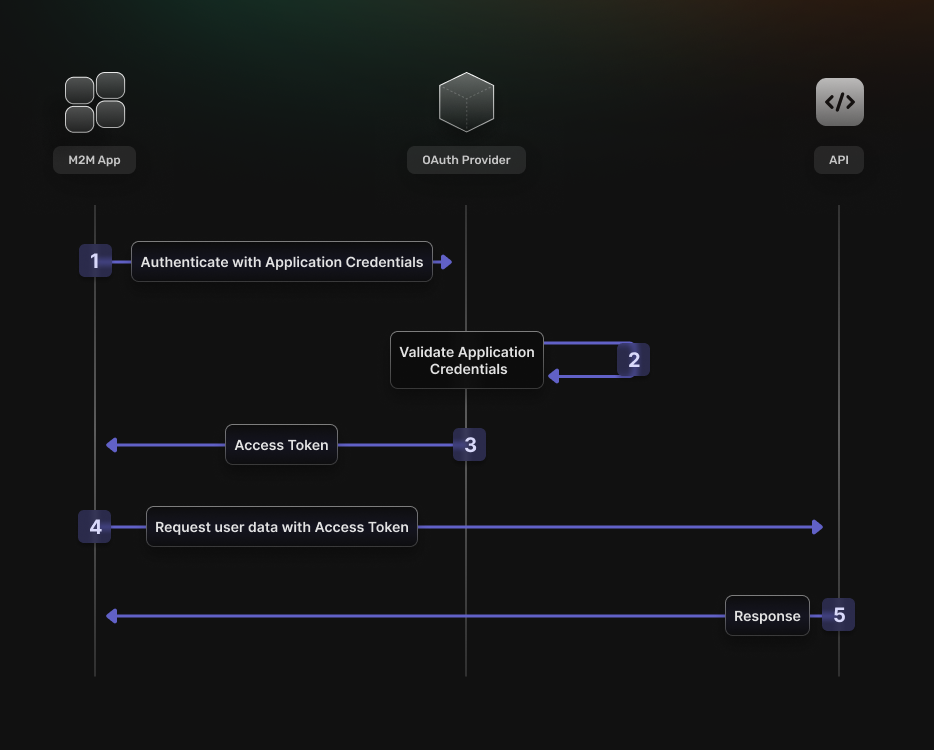 M2M App
OAuth Provider
</>
API
1
Authenticate with Application Credentials
Validate Application
Credentials
2
Access Token
3
4
Request user data with Access Token
Response
5